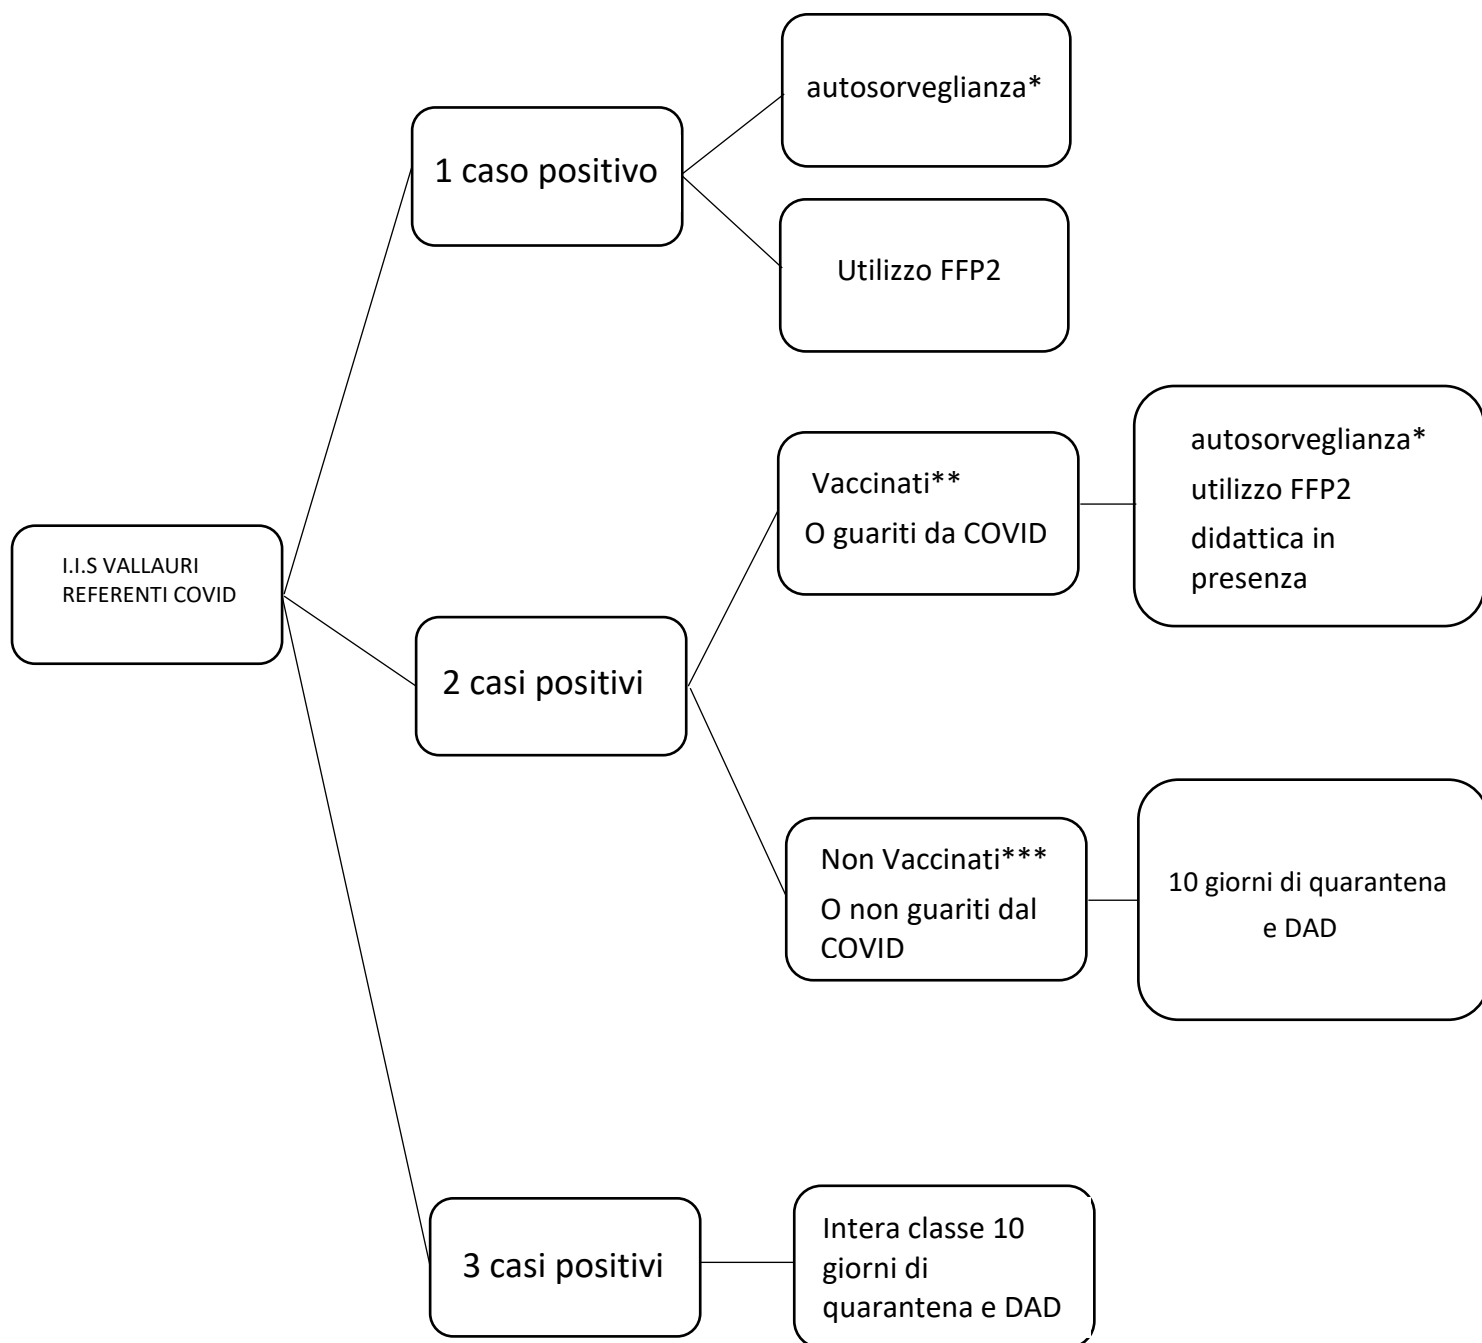 autosorveglianza*
1 caso positivo
Utilizzo FFP2
autosorveglianza*
utilizzo FFP2
didattica in
presenza
Vaccinati**
O guariti da COVID
I.I.S VALLAURI
REFERENTI COVID
2 casi positivi
Non Vaccinati***
O non guariti dal
COVID
10 giorni di quarantena
e DAD
3 casi positivi
Intera classe 10
giorni di
quarantena e DAD